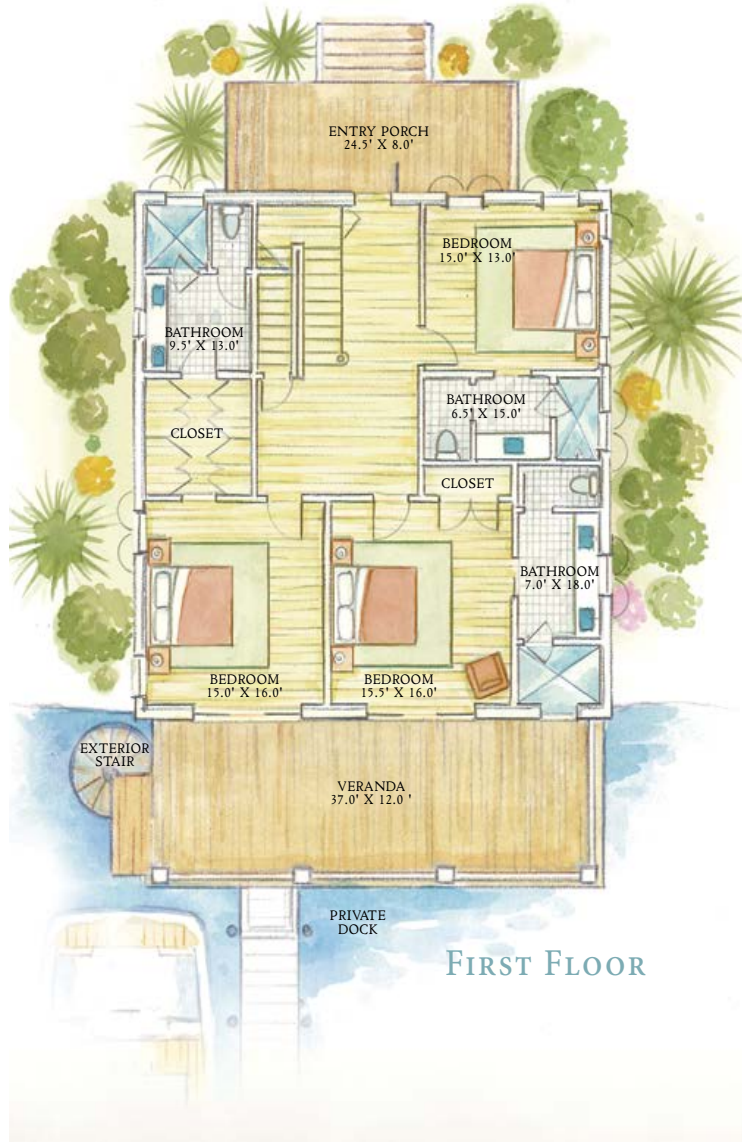 ENTRY PORCH
24.5' X 8.0'
BEDROOM
15.0' X 13.0'
BATHROOM
9.5' X 13.0'
BATHROOM
6.5' X 15.0'
CLOSET
CLOSET
BATHROOM
7.0' X 18.0'
BEDROOM
15.0' X 16.0'
BEDROOM
15.5' X 16.0'
EXTERIOR
STAIR
VERANDA
37.0' X 12.0 '
PRIVATE
DOCK
FIRST FLOOR